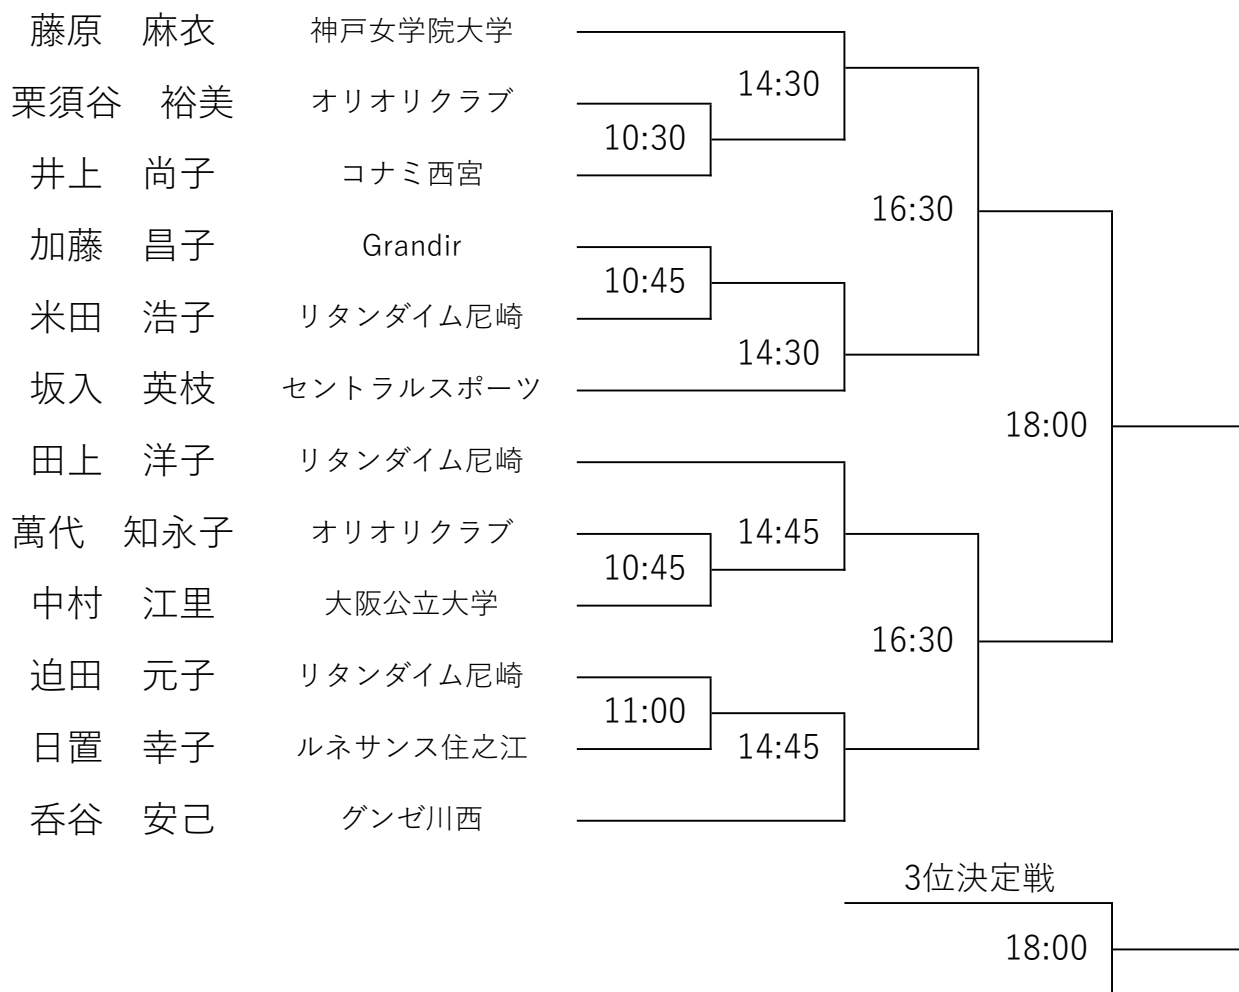 藤原　麻衣　神戸女学院大学
14:30
栗須谷　裕美　オリオリクラブ
10:30
井上　尚子　コナミ西宮
16:30
加藤　昌子　Grandir
10:45
米田　浩子　リタンダイム尼崎
14:30
坂入　英枝　セントラルスポーツ
18:00
田上　洋子　リタンダイム尼崎
萬代　知永子　オリオリクラブ　14:45
10:45
中村　江里　大阪公立大学
16:30
迫田　元子　リタンダイム尼崎
11:00
日置　幸子　ルネサンス住之江　14:45
呑谷　安己　グンゼ川西
3位決定戦
18:00